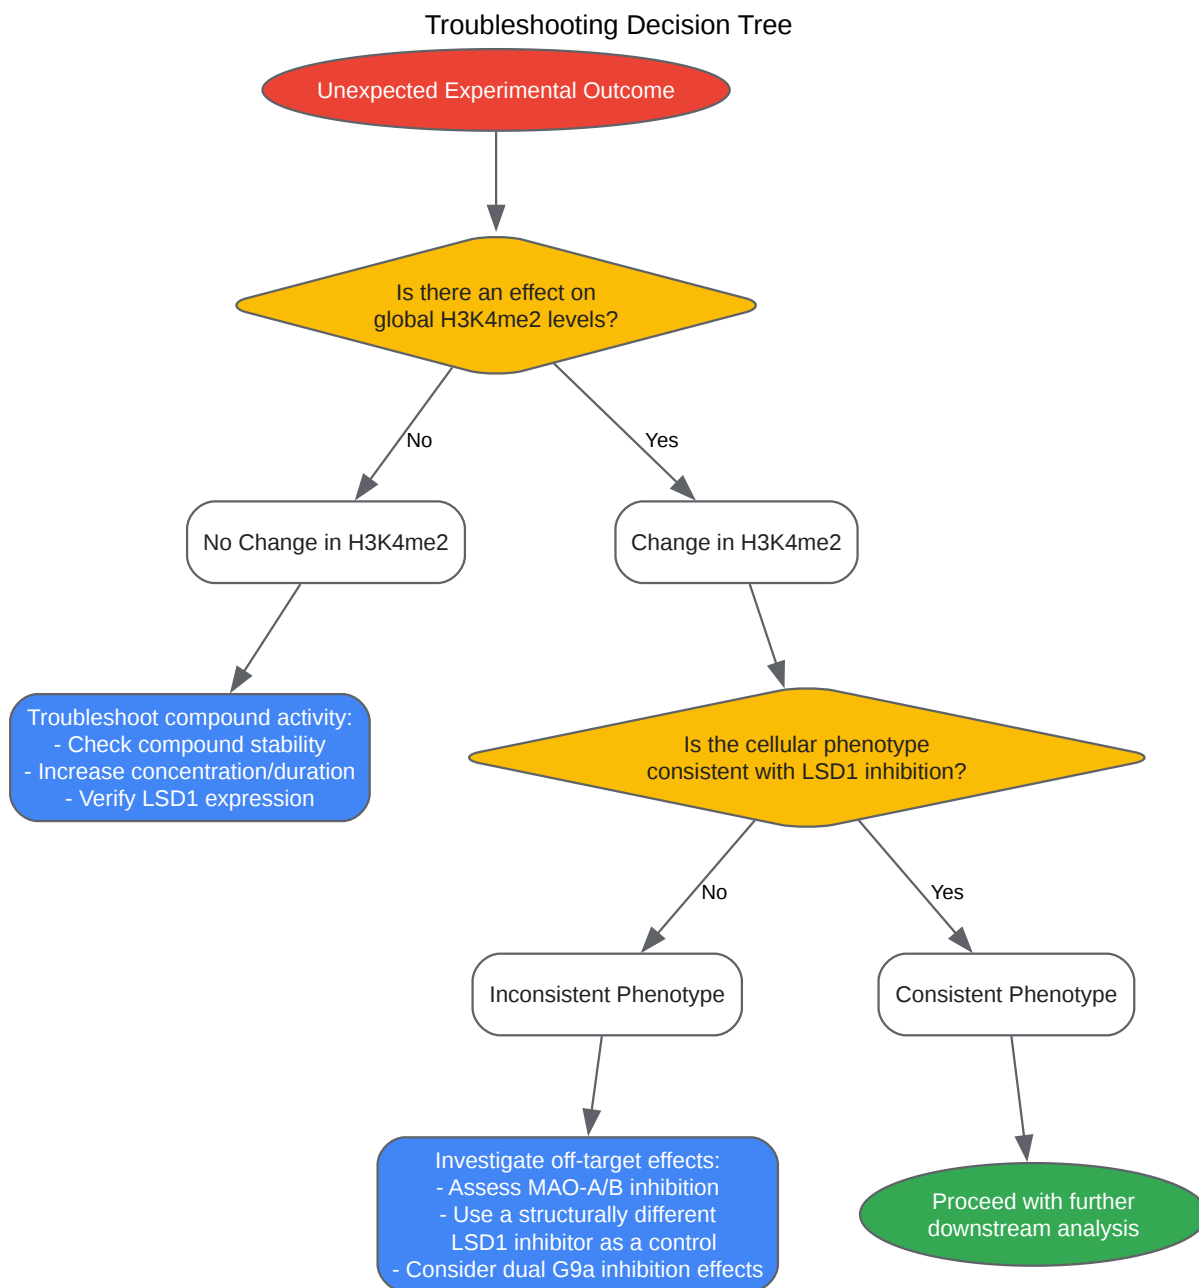 Troubleshooting Decision Tree
Unexpected Experimental Outcome
Is there an effect on
global H3K4me2 levels?
No
Yes
No Change in H3K4me2
Change in H3K4me2
Troubleshoot compound activity:
- Check compound stability
- Increase concentration/duration
- Verify LSD1 expression
Is the cellular phenotype
consistent with LSD1 inhibition?
No
Yes
Inconsistent Phenotype
Consistent Phenotype
Investigate off-target effects:
- Assess MAO-A/B inhibition
- Use a structurally different
LSD1 inhibitor as a control
- Consider dual G9a inhibition effects
Proceed with further
downstream analysis